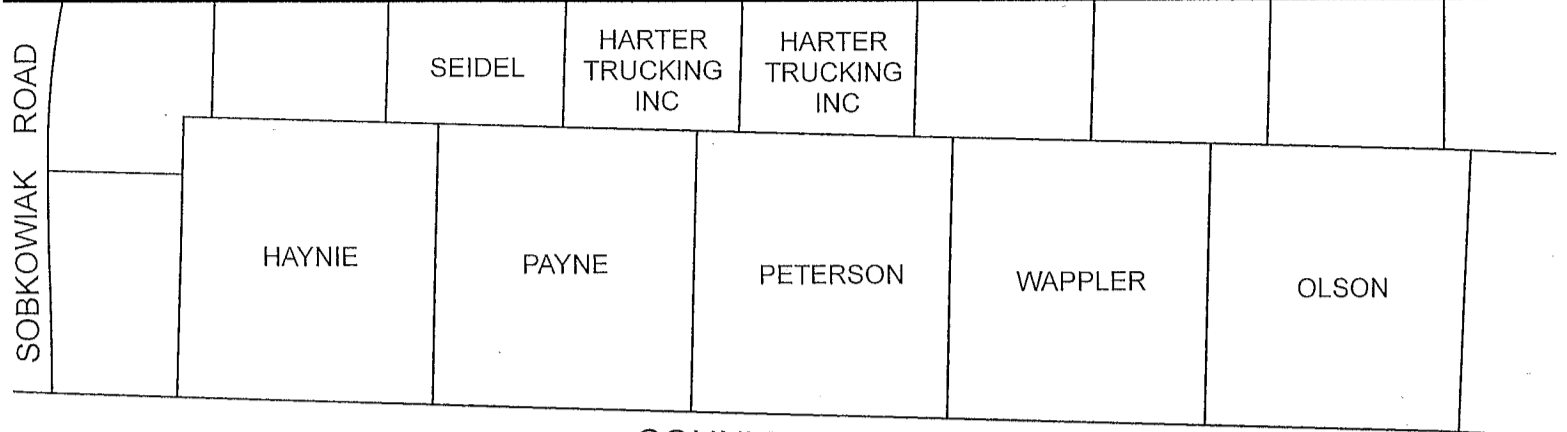 SOBKOWIAK ROAD
SEIDEL
HARTER
TRUCKING
INC
HARTER
TRUCKING
INC
HAYNIE
PAYNE
PETERSON
WAPPLER
OLSON